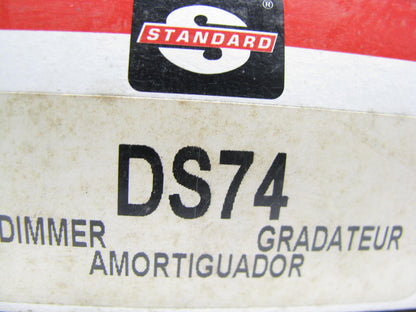 ®
STANDARD
DS74
DIMMER GRADATEUR
AMORTIGUADOR